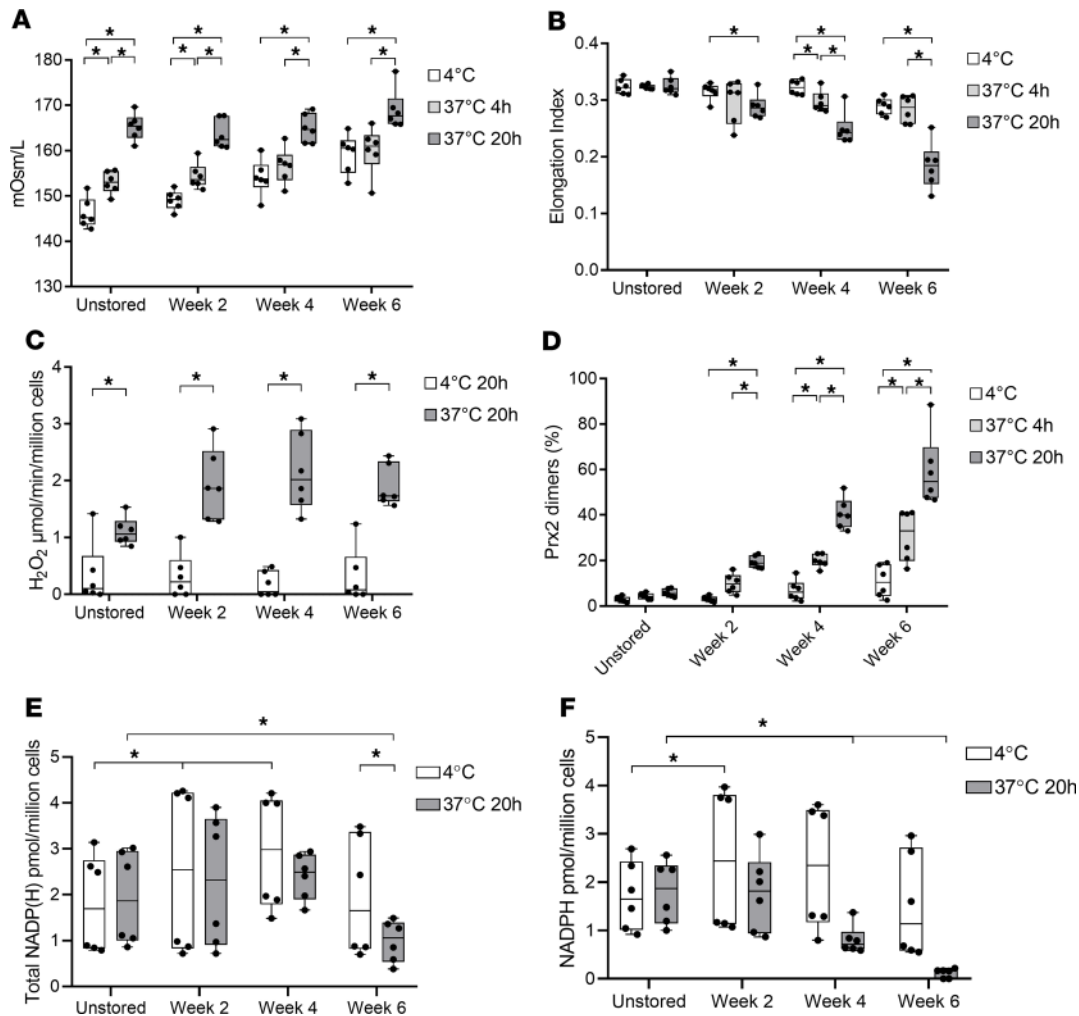 A
mOsm/L
180
170
160
150
140
130
* * * * * * * * * *
Unstored Week 2 Week 4 Week 6
4°C
37°C 4h
37°C 20h
B
Elongation Index
0.4
0.3
0.2
0.1
0.0
* * * * * *
Unstored Week 2 Week 4 Week 6
4°C
37°C 4h
37°C 20h
C
H₂O₂ µmol/min/million cells
4
3
2
1
0
* * * *
Unstored Week 2 Week 4 Week 6
4°C 20h
37°C 20h
D
Prx2 dimers (%)
100
80
60
40
20
0
* * * * * * * *
Unstored Week 2 Week 4 Week 6
4°C
37°C 4h
37°C 20h
E
Total NADP(H) pmol/million cells
5
4
3
2
1
0
* * *
Unstored Week 2 Week 4 Week 6
4°C
37°C 20h
F
NADPH pmol/million cells
5
4
3
2
1
0
* *
Unstored Week 2 Week 4 Week 6
4°C
37°C 20h